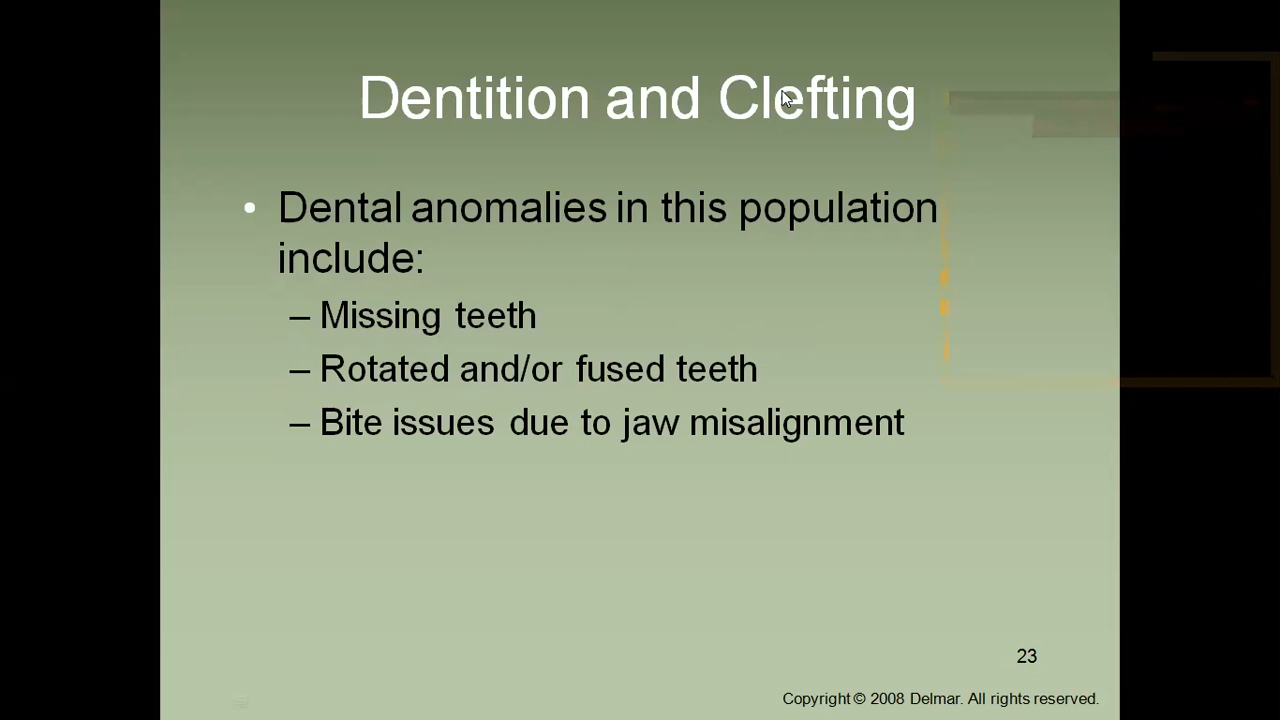 Dentition and Clefting
• Dental anomalies in this population
include:
– Missing teeth
– Rotated and/or fused teeth
– Bite issues due to jaw misalignment
23
Copyright © 2008 Delmar. All rights reserved.